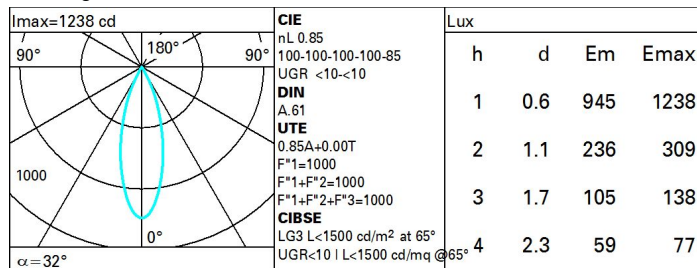 Imax=1238 cd
90° 180° 90°
1000
0°
α=32°
CIE
nL 0.85
100-100-100-100-85
UGR <10-<10
DIN
A.61
UTE
0.85A+0.00T
F"1=1000
F"1+F"2=1000
F"1+F"2+F"3=1000
CIBSE
LG3 L<1500 cd/m² at 65°
UGR<10 | L<1500 cd/mq @65°
Lux
h d Em Emax
1 0.6 945 1238
2 1.1 236 309
3 1.7 105 138
4 2.3 59 77